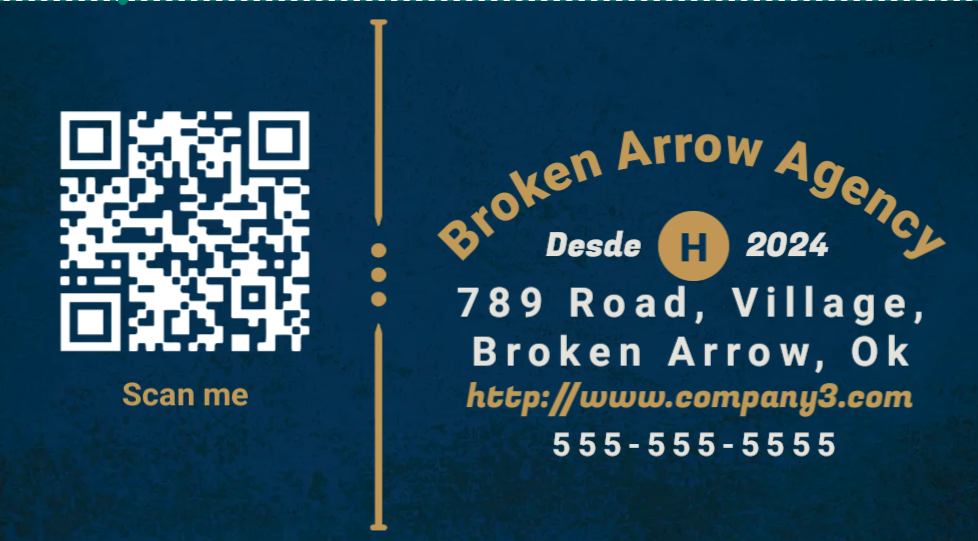 Scan me
Broken Arrow Agency
Desde H 2024
789 Road, Village,
Broken Arrow, Ok
http://www.company3.com
555-555-5555